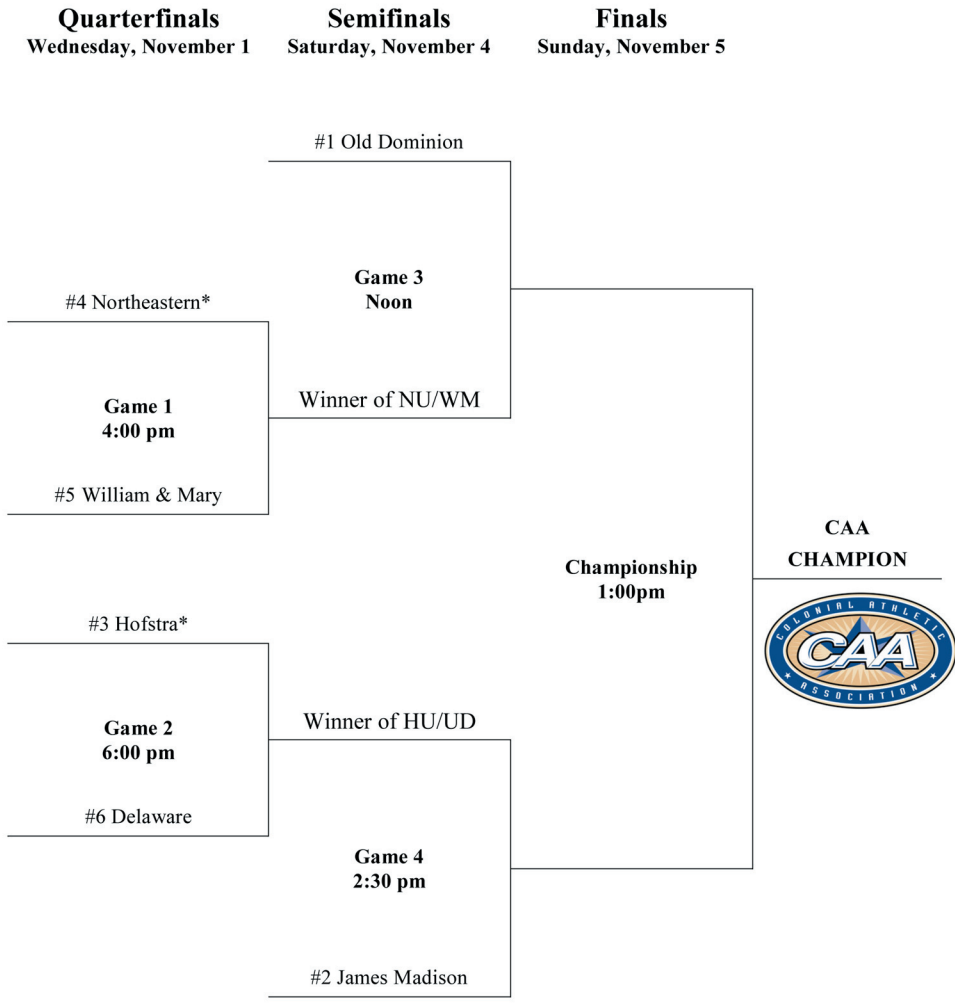 Quarterfinals
Wednesday, November 1
Semifinals
Saturday, November 4
Finals
Sunday, November 5
#1 Old Dominion
Game 3
Noon
#4 Northeastern*
Winner of NU/WM
Game 1
4:00 pm
#5 William & Mary
CAA
CHAMPION
Championship
1:00pm
COLONIAL ATHLETIC
CAA
ASSOCIATION
#3 Hofstra*
Winner of HU/UD
Game 2
6:00 pm
#6 Delaware
Game 4
2:30 pm
#2 James Madison